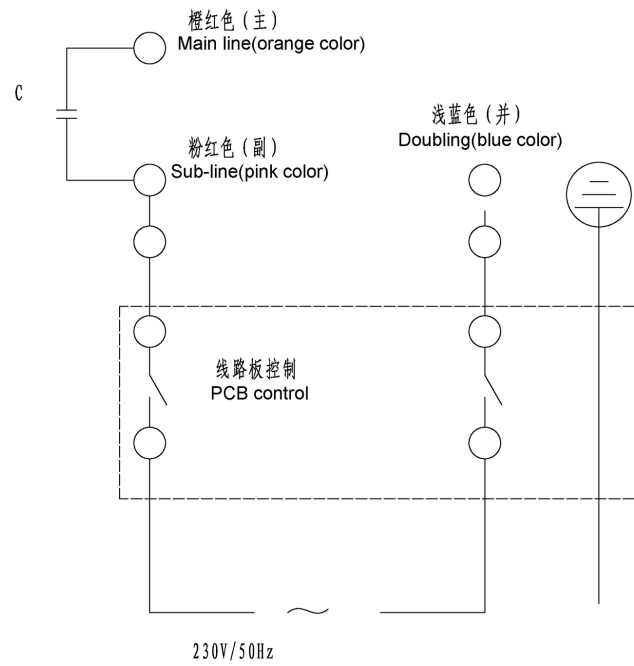 橙红色（主）
Main line(orange color)
C
浅蓝色（并）
Doubling(blue color)
粉红色（副）
Sub-line(pink color)
线路板控制
PCB control
230V/50Hz